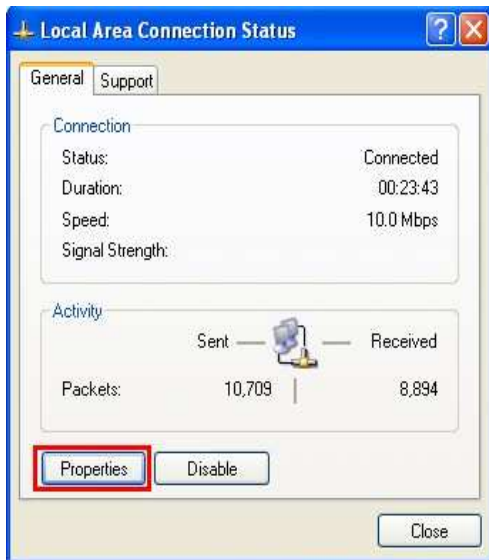 Local Area Connection Status
General Support
Connection
Status: Connected
Duration: 00:23:43
Speed: 10.0 Mbps
Signal Strength:
Activity
Sent Received
Packets: 10,709 8,894
Properties Disable
Close